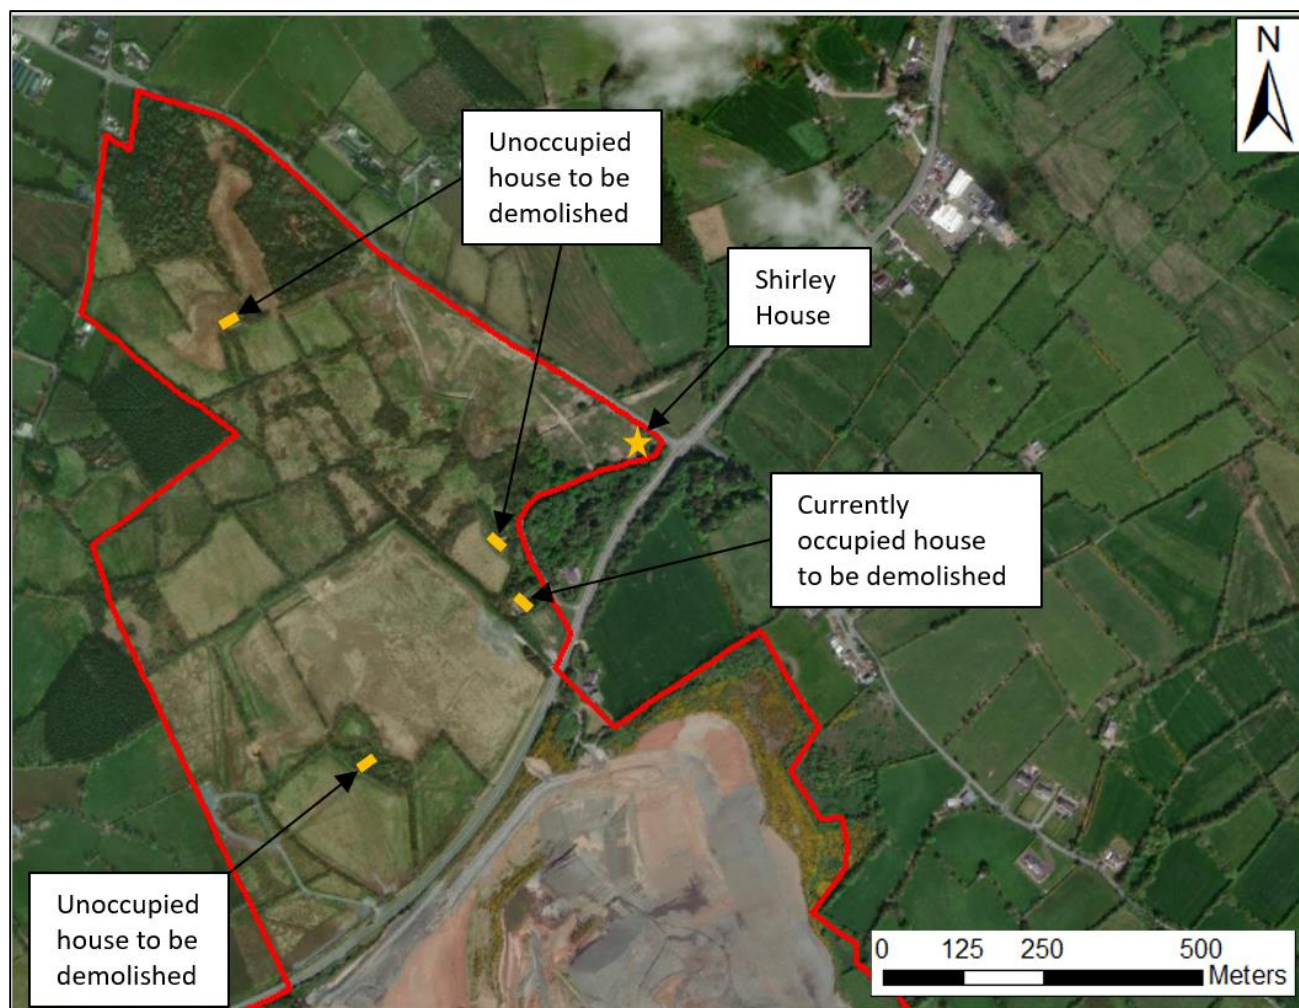 N
Unoccupied
house to be
demolished
Shirley
House
Currently
occupied house
to be demolished
Unoccupied
house to be
demolished
0 125 250 500
Meters